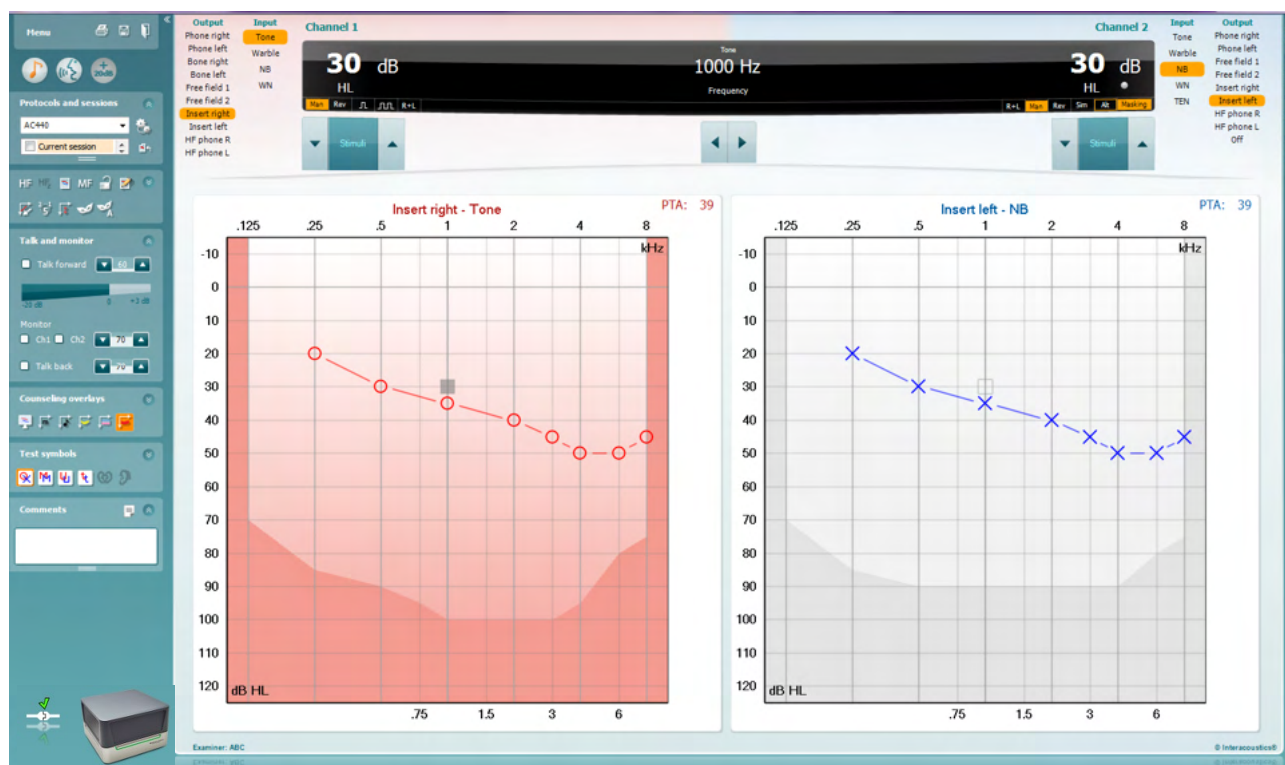 Menu
+20dB
Protocols and sessions
AC440
Current session
HF MF
Talk and monitor
Talk forward 60
-20 dB 0 +3 dB
Monitor
Ch1 Ch2 70
Talk back 70
Counseling overlays
Test symbols
Comments
Output
Phone right
Phone left
Bone right
Bone left
Free field 1
Free field 2
Insert right
Insert left
HF phone R
HF phone L
Input
Tone
Warble
NB
WN
Channel 1
30 dB
HL
Man Rev R+L
Tone
1000 Hz
Frequency
Channel 2
30 dB
HL
R+L Man Rev Sim Alt Masking
Stimuli
Stimuli
Input
Tone
Warble
NB
WN
TEN
Output
Phone right
Phone left
Free field 1
Free field 2
Insert right
Insert left
HF phone R
HF phone L
Off
Insert right - Tone
PTA: 39
.125 .25 .5 1 2 4 8
kHz
-10
0
10
20
30
40
50
60
70
80
90
100
110
120
dB HL
.75 1.5 3 6
Insert left - NB
PTA: 39
.125 .25 .5 1 2 4 8
kHz
-10
0
10
20
30
40
50
60
70
80
90
100
110
120
dB HL
.75 1.5 3 6
Examiner: ABC
© Interacoustics®